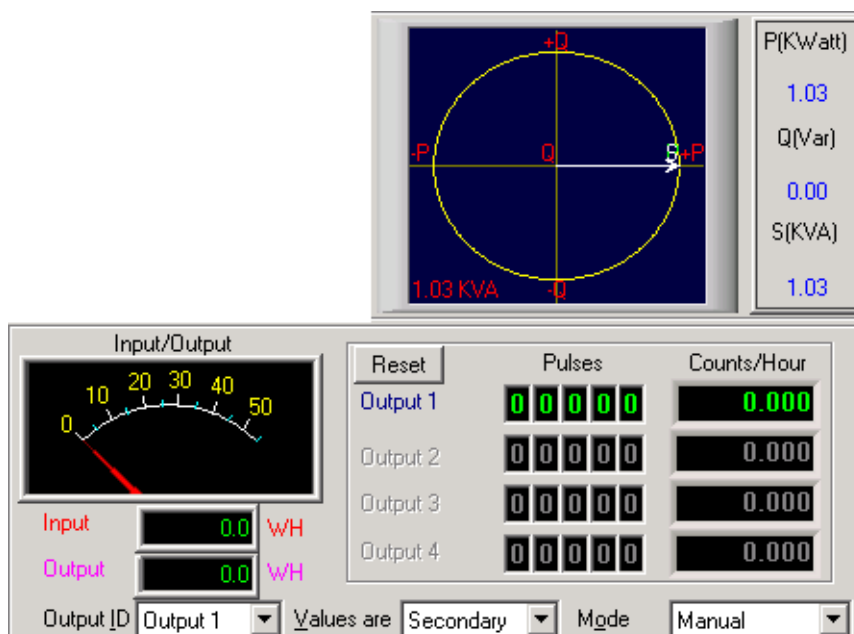 +Q
P(KWatt)
1.03
Q(Var)
-P Q S +P
0.00
S(KVA)
1.03 KVA -Q 1.03
Input/Output
Reset Pulses Counts/Hour
0 10 20 30 40 50
Output 1 0 0 0 0 0 0.000
Output 2 0 0 0 0 0 0.000
Output 3 0 0 0 0 0 0.000
Output 4 0 0 0 0 0 0.000
Input 0.0 WH
Output 0.0 WH
Output ID Output 1 Values are Secondary Mode Manual